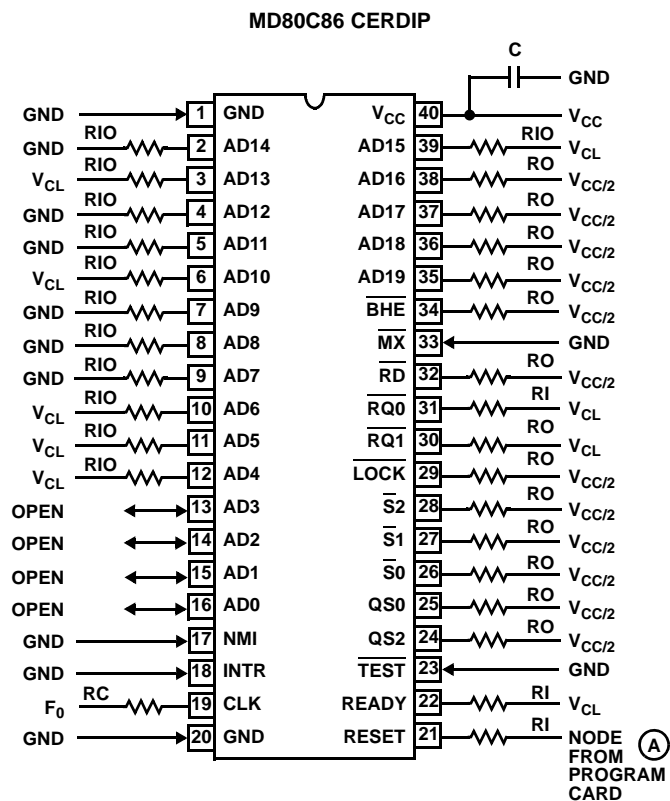 MD80C86 CERDIP
C
GND
GND 1 GND VCC 40 VCC
GND RIO 2 AD14 AD15 39 RIO VCL
VCL RIO 3 AD13 AD16 38 RO VCC/2
GND RIO 4 AD12 AD17 37 RO VCC/2
GND RIO 5 AD11 AD18 36 RO VCC/2
VCL RIO 6 AD10 AD19 35 RO VCC/2
GND RIO 7 AD9 BHE 34 RO VCC/2
GND RIO 8 AD8 MX 33 GND
GND RIO 9 AD7 RD 32 RO VCC/2
VCL RIO 10 AD6 RQ0 31 RI VCL
VCL RIO 11 AD5 RQ1 30 RO VCL
VCL RIO 12 AD4 LOCK 29 RO VCC/2
OPEN 13 AD3 S2 28 RO VCC/2
OPEN 14 AD2 S1 27 RO VCC/2
OPEN 15 AD1 S0 26 RO VCC/2
OPEN 16 AD0 QS0 25 RO VCC/2
GND 17 NMI QS2 24 RO VCC/2
GND 18 INTR TEST 23 GND
F0 RC 19 CLK READY 22 RI VCL
GND 20 GND RESET 21 RI NODE A
FROM
PROGRAM
CARD